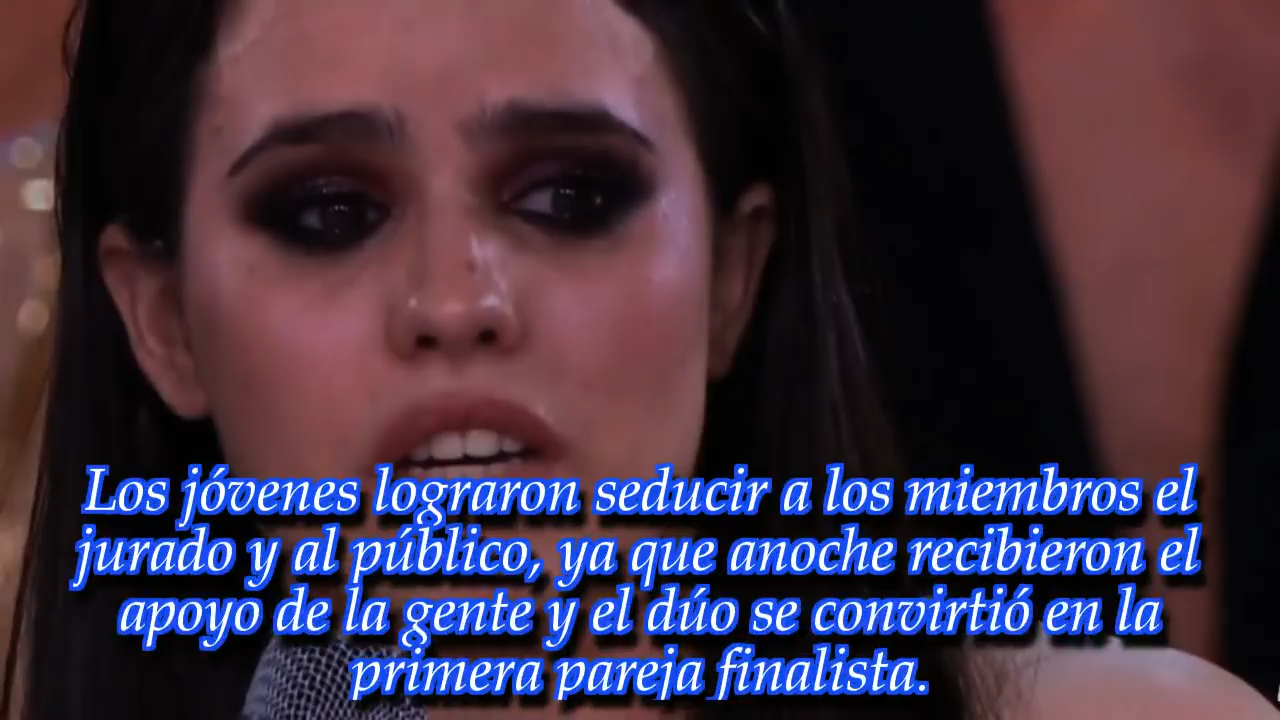 Los jóvenes lograron seducir a los miembros el
jurado y al público, ya que anoche recibieron el
apoyo de la gente y el dúo se convirtió en la
primera pareja finalista.